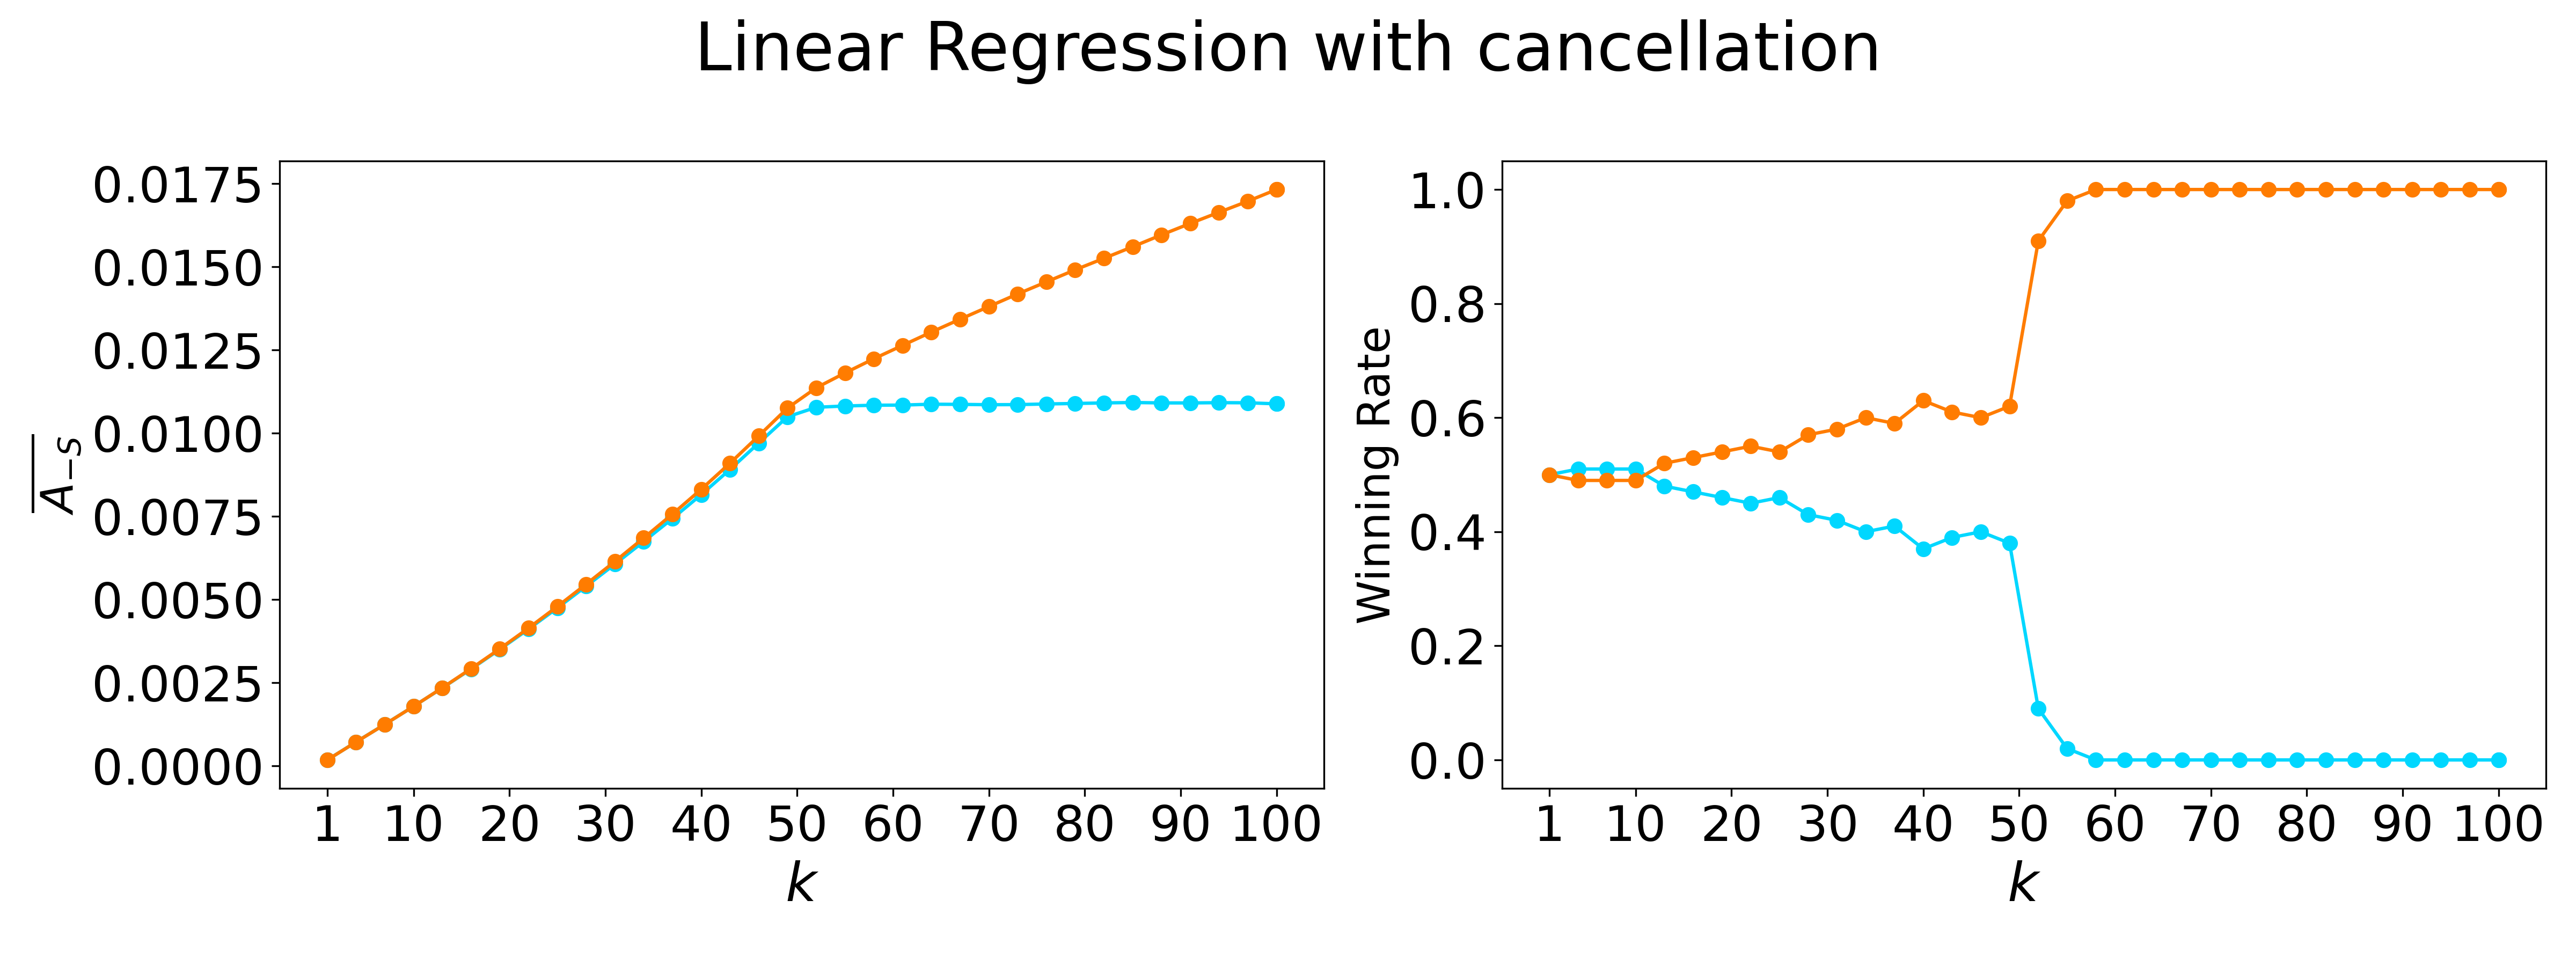 Linear Regression with cancellation
0.0175
0.0150
0.0125
0.0100
0.0075
0.0050
0.0025
0.0000
A₋S
1 10 20 30 40 50 60 70 80 90 100
k
1.0
0.8
0.6
0.4
0.2
0.0
Winning Rate
1 10 20 30 40 50 60 70 80 90 100
k